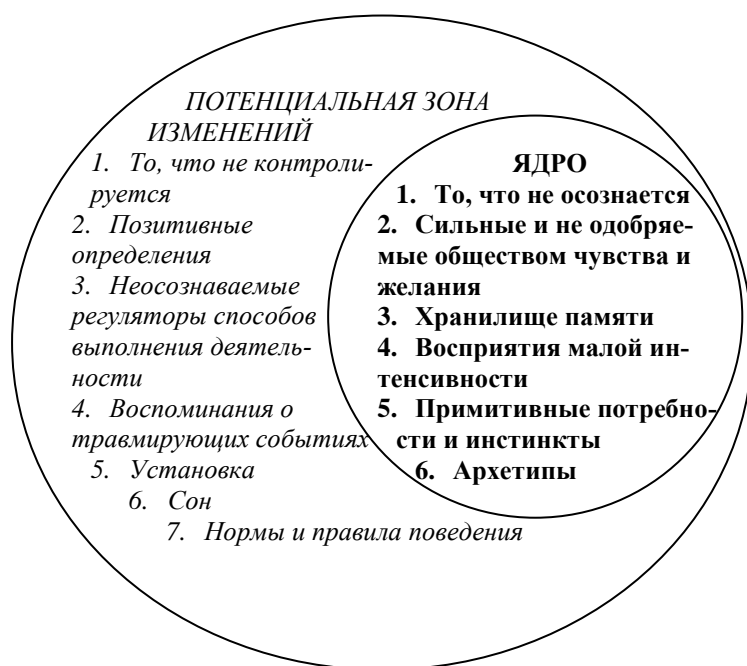 ПОТЕНЦИАЛЬНАЯ ЗОНА
ИЗМЕНЕНИЙ
1. То, что не контроли-
руется
2. Позитивные
определения
3. Неосознаваемые
регуляторы способов
выполнения деятель-
ности
4. Воспоминания о
травмирующих событиях
5. Установка
6. Сон
7. Нормы и правила поведения
ЯДРО
1. То, что не осознается
2. Сильные и не одобряе-
мые обществом чувства и
желания
3. Хранилище памяти
4. Восприятия малой ин-
тенсивности
5. Примитивные потребно-
сти и инстинкты
6. Архетипы